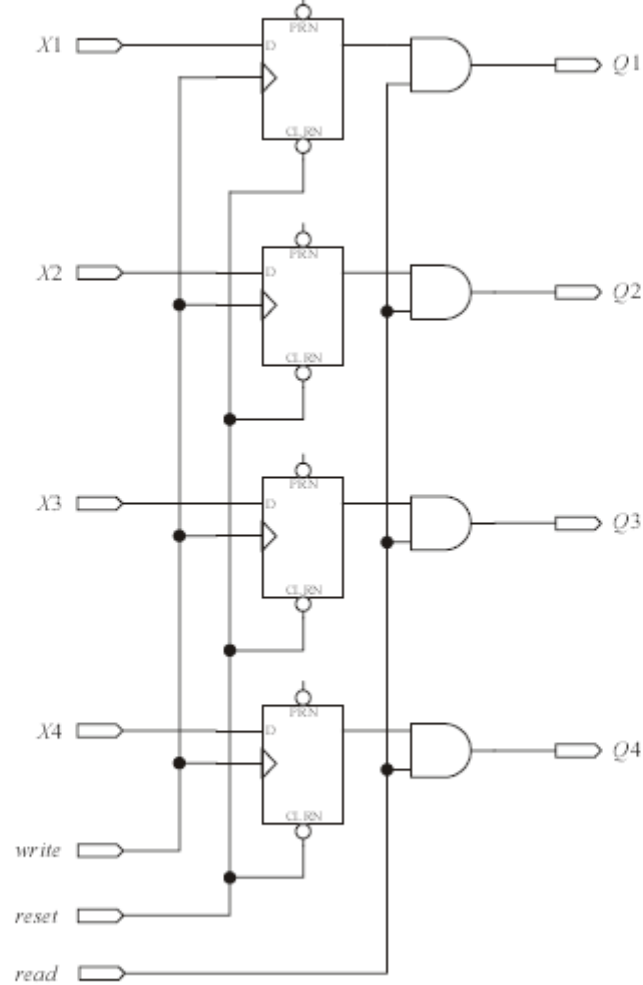 PRN
X1 D Q1
CLRN
PRN
X2 D Q2
CLRN
PRN
X3 D Q3
CLRN
PRN
X4 D Q4
CLRN
write
reset
read